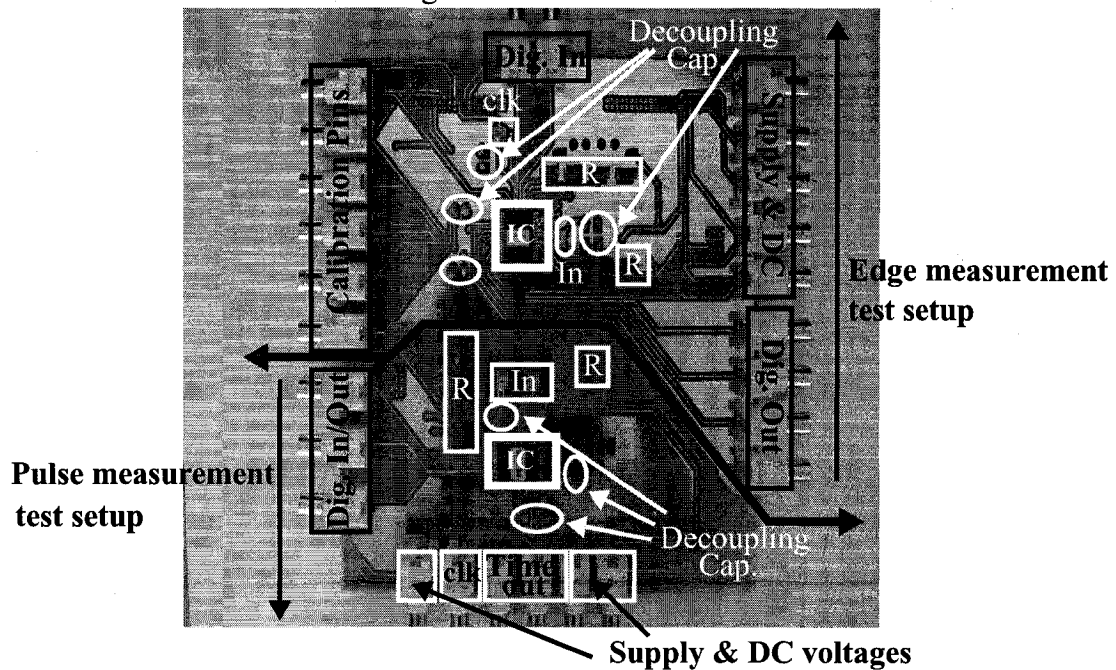 Decoupling
Cap.
Dig. In
clk
Calibration Pins
Supply & DC
R
IC
In
R
Edge measurement
test setup
R
In
R
Dig. Out
Dig. In/Out
IC
Pulse measurement
test setup
Decoupling
Cap.
clk
Time
out
Supply & DC voltages